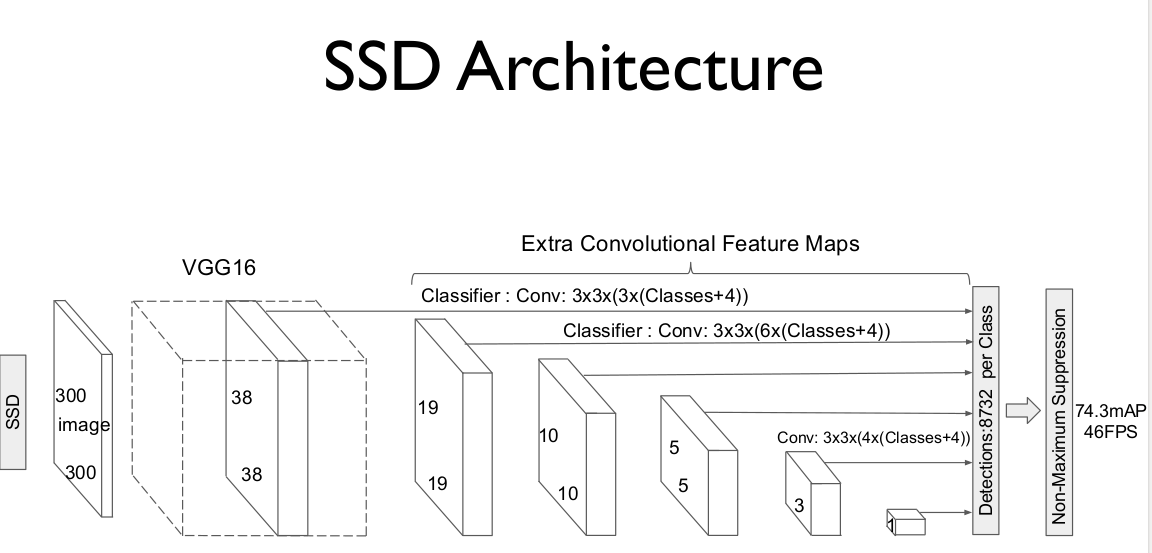 SSD Architecture
Extra Convolutional Feature Maps
VGG16
Classifier : Conv: 3x3x(3x(Classes+4))
Classifier : Conv: 3x3x(6x(Classes+4))
SSD
300
image
300
38
38
19
19
10
10
5
5
Conv: 3x3x(4x(Classes+4))
3
1
Detections:8732 per Class
Non-Maximum Suppression
74.3mAP
46FPS